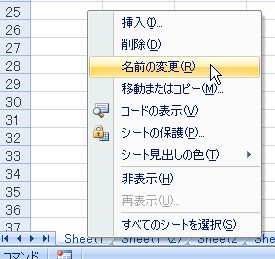 25
26
27
28
29
30
31
32
33
34
35
36
37
挿入(I)...
削除(D)
名前の変更(R)
移動またはコピー(M)...
コードの表示(V)
シートの保護(P)...
シート見出しの色(T)
非表示(H)
再表示(U)...
すべてのシートを選択(S)
Sheet1 Sheet1 (2) Sheet2 Sheet
コマンド